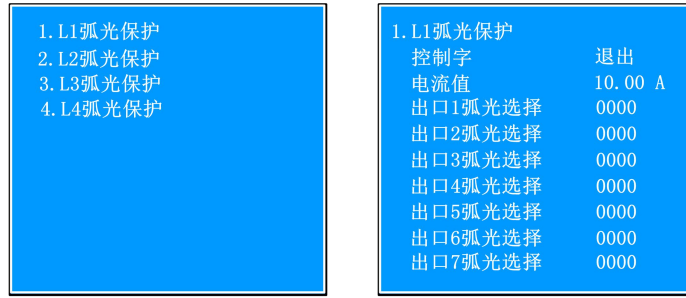 1.L1弧光保护
2.L2弧光保护
3.L3弧光保护
4.L4弧光保护
1.L1弧光保护
控制字 退出
电流值 10.00 A
出口1弧光选择 0000
出口2弧光选择 0000
出口3弧光选择 0000
出口4弧光选择 0000
出口5弧光选择 0000
出口6弧光选择 0000
出口7弧光选择 0000